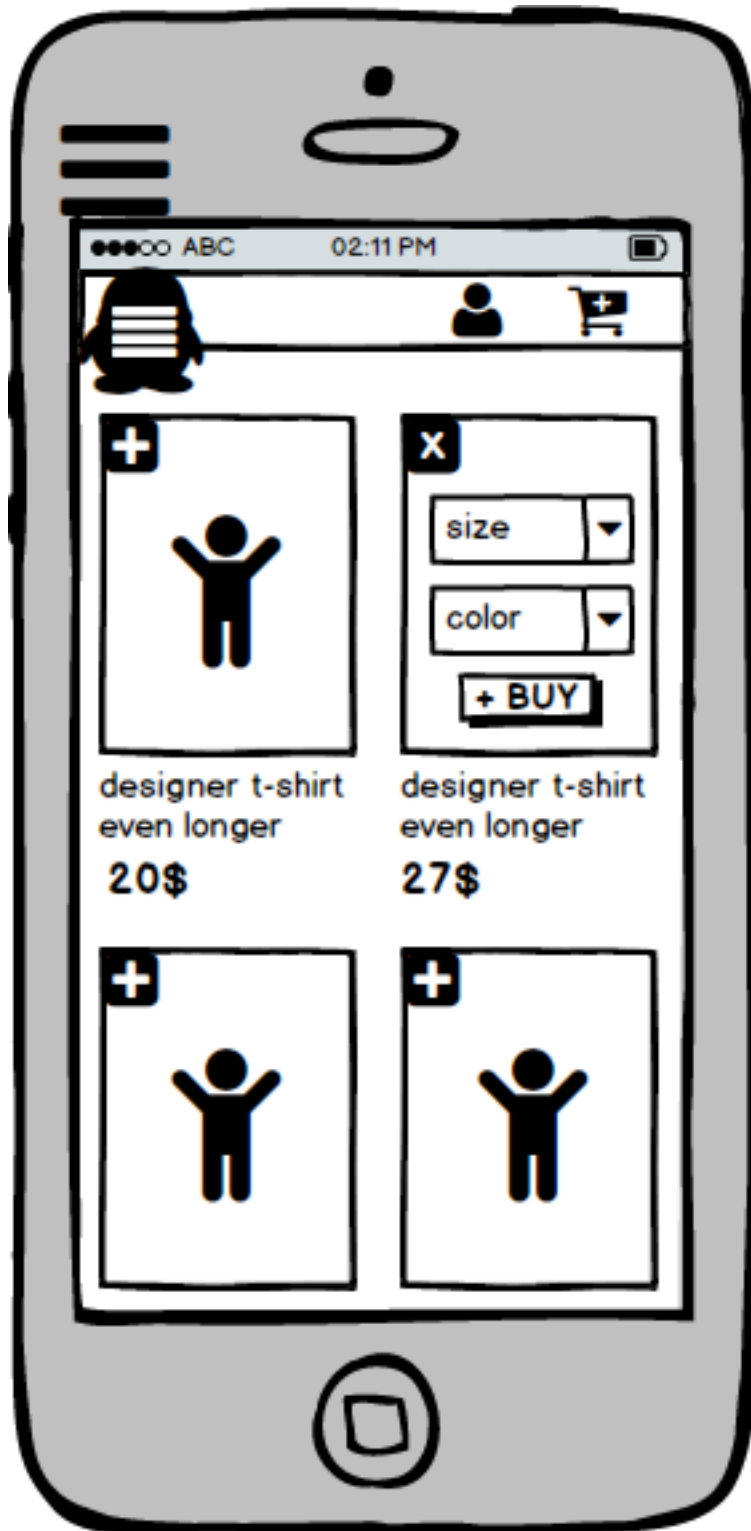 ABC 02:11 PM
x
size
color
+ BUY
designer t-shirt
even longer
20$
designer t-shirt
even longer
27$